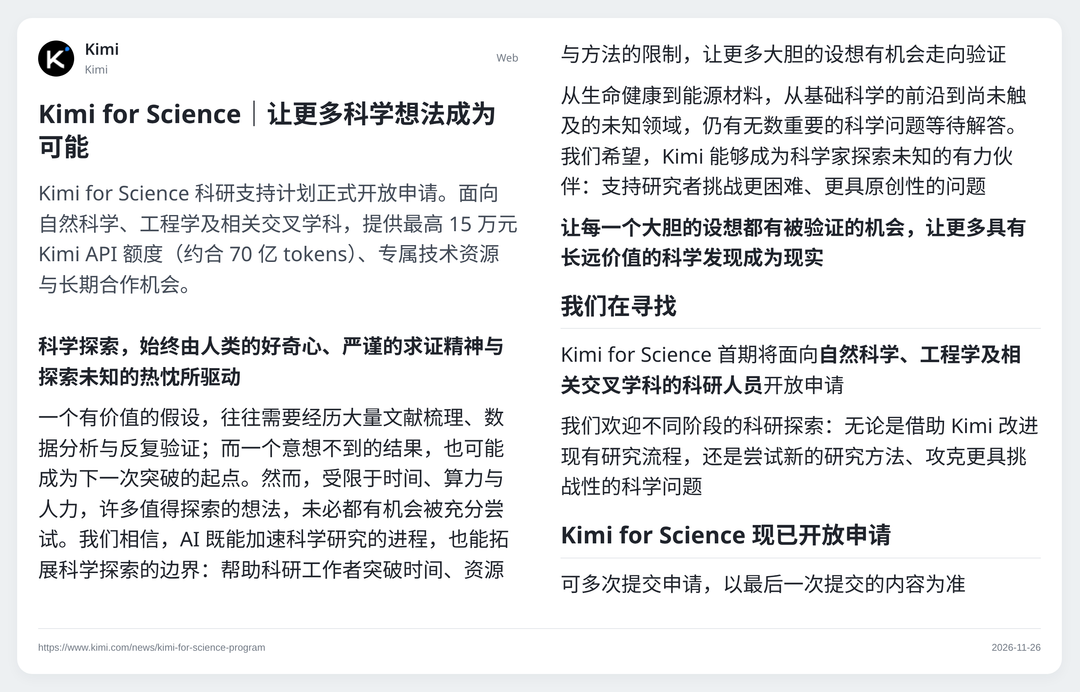 Kimi
Kimi
Web
Kimi for Science｜让更多科学想法成为
可能
Kimi for Science 科研支持计划正式开放申请。面向
自然科学、工程学及相关交叉学科，提供最高 15 万元
Kimi API 额度（约合 70 亿 tokens）、专属技术资源
与长期合作机会。
科学探索，始终由人类的好奇心、严谨的求证精神与
探索未知的热忱所驱动
一个有价值的假设，往往需要经历大量文献梳理、数
据分析与反复验证；而一个意想不到的结果，也可能
成为下一次突破的起点。然而，受限于时间、算力与
人力，许多值得探索的想法，未必都有机会被充分尝
试。我们相信，AI 既能加速科学研究的进程，也能拓
展科学探索的边界：帮助科研工作者突破时间、资源
与方法的限制，让更多大胆的设想有机会走向验证
从生命健康到能源材料，从基础科学的前沿到尚未触
及的未知领域，仍有无数重要的科学问题等待解答。
我们希望，Kimi 能够成为科学家探索未知的有力伙
伴：支持研究者挑战更困难、更具原创性的问题
让每一个大胆的设想都有被验证的机会，让更多具有
长远价值的科学发现成为现实
我们在寻找
Kimi for Science 首期将面向自然科学、工程学及相
关交叉学科的科研人员开放申请
我们欢迎不同阶段的科研探索：无论是借助 Kimi 改进
现有研究流程，还是尝试新的研究方法、攻克更具挑
战性的科学问题
Kimi for Science 现已开放申请
可多次提交申请，以最后一次提交的内容为准
https://www.kimi.com/news/kimi-for-science-program
2026-11-26